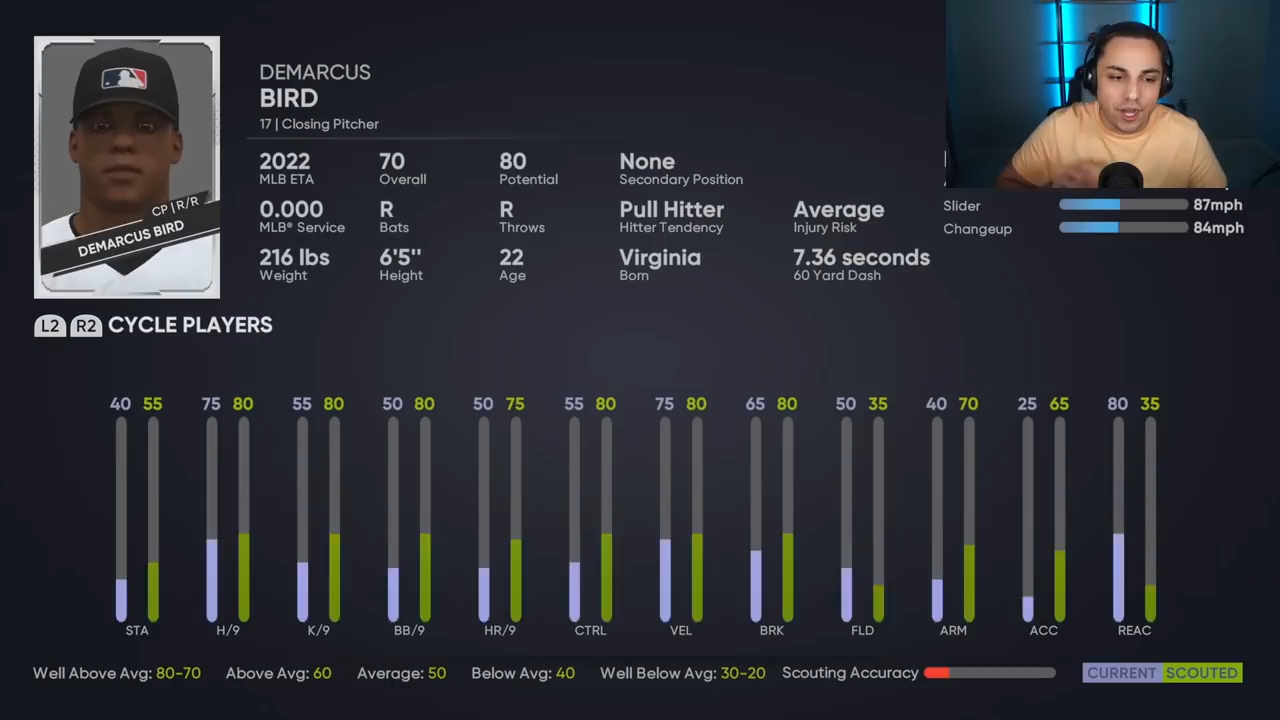 DEMARCUS
BIRD
17 | Closing Pitcher
CP | R/R
DEMARCUS BIRD
2022 70 80 None
MLB ETA Overall Potential Secondary Position
0.000 R R Pull Hitter Average
MLB® Service Bats Throws Hitter Tendency Injury Risk
216 lbs 6'5" 22 Virginia 7.36 seconds
Weight Height Age Born 60 Yard Dash
Slider 87mph
Changeup 84mph
L2 R2 CYCLE PLAYERS
40 55 75 80 55 80 50 80 50 75 55 80 75 80 65 80 50 35 40 70 25 65 80 35
STA H/9 K/9 BB/9 HR/9 CTRL VEL BRK FLD ARM ACC REAC
Well Above Avg: 80-70 Above Avg: 60 Average: 50 Below Avg: 40 Well Below Avg: 30-20 Scouting Accuracy CURRENT SCOUTED